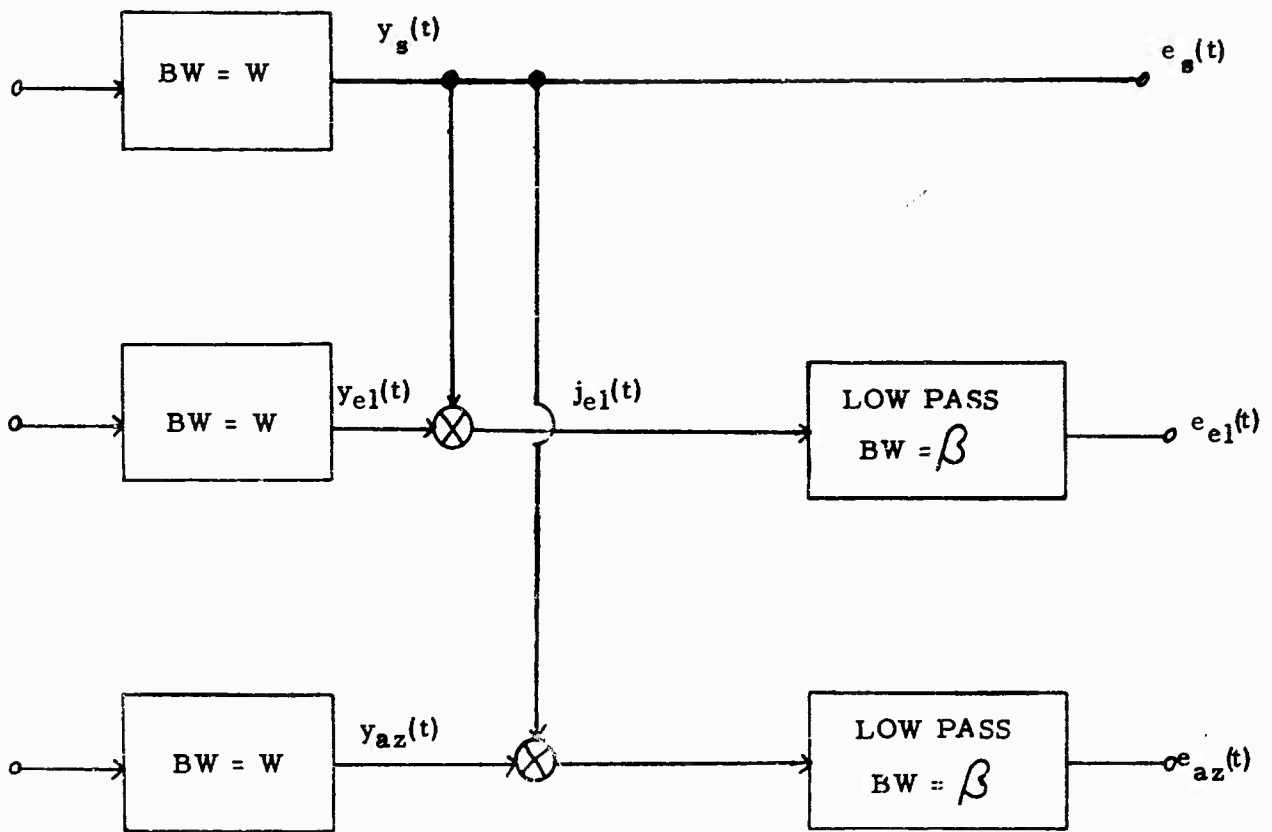 y_s(t)
e_s(t)
BW = W
y_el(t)
j_el(t)
BW = W
LOW PASS
BW = β
e_el(t)
y_az(t)
BW = W
LOW PASS
BW = β
e_az(t)